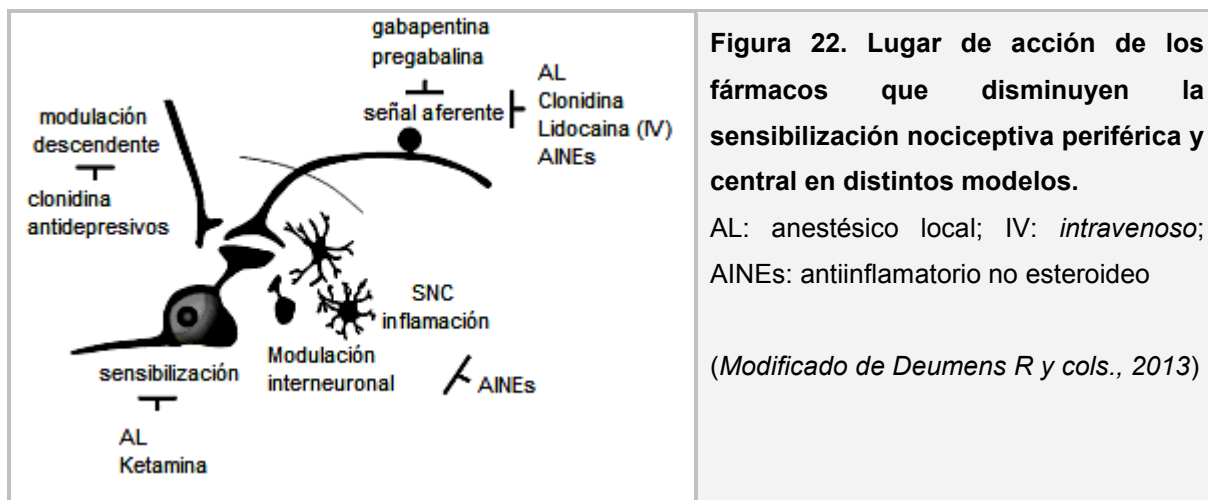 gabapentina
pregabalina
señal aferente
AL
Clonidina
Lidocaina (IV)
AINEs
modulación
descendente
clonidina
antidepresivos
SNC
inflamación
sensibilización
Modulación
interneuronal
AINEs
AL
Ketamina
Figura 22. Lugar de acción de los
fármacos que disminuyen la
sensibilización nociceptiva periférica y
central en distintos modelos.
AL: anestésico local; IV: intravenoso;
AINEs: antiinflamatorio no esteroideo
(Modificado de Deumens R y cols., 2013)